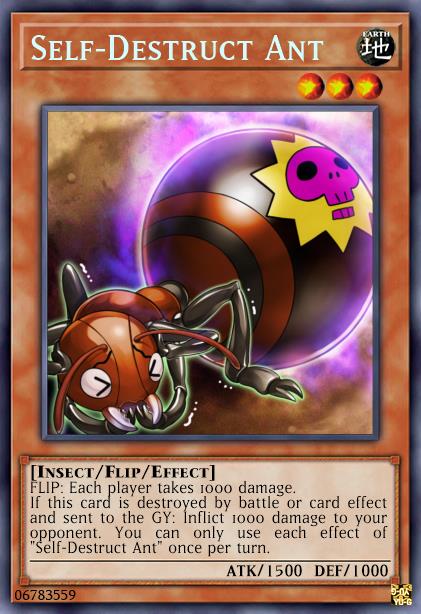 SELF-DESTRUCT ANT
EARTH
地
[INSECT/FLIP/EFFECT]
FLIP: Each player takes 1000 damage.
If this card is destroyed by battle or card effect
and sent to the GY: Inflict 1000 damage to your
opponent. You can only use each effect of
"Self-Destruct Ant" once per turn.
ATK/1500 DEF/1000
06783559